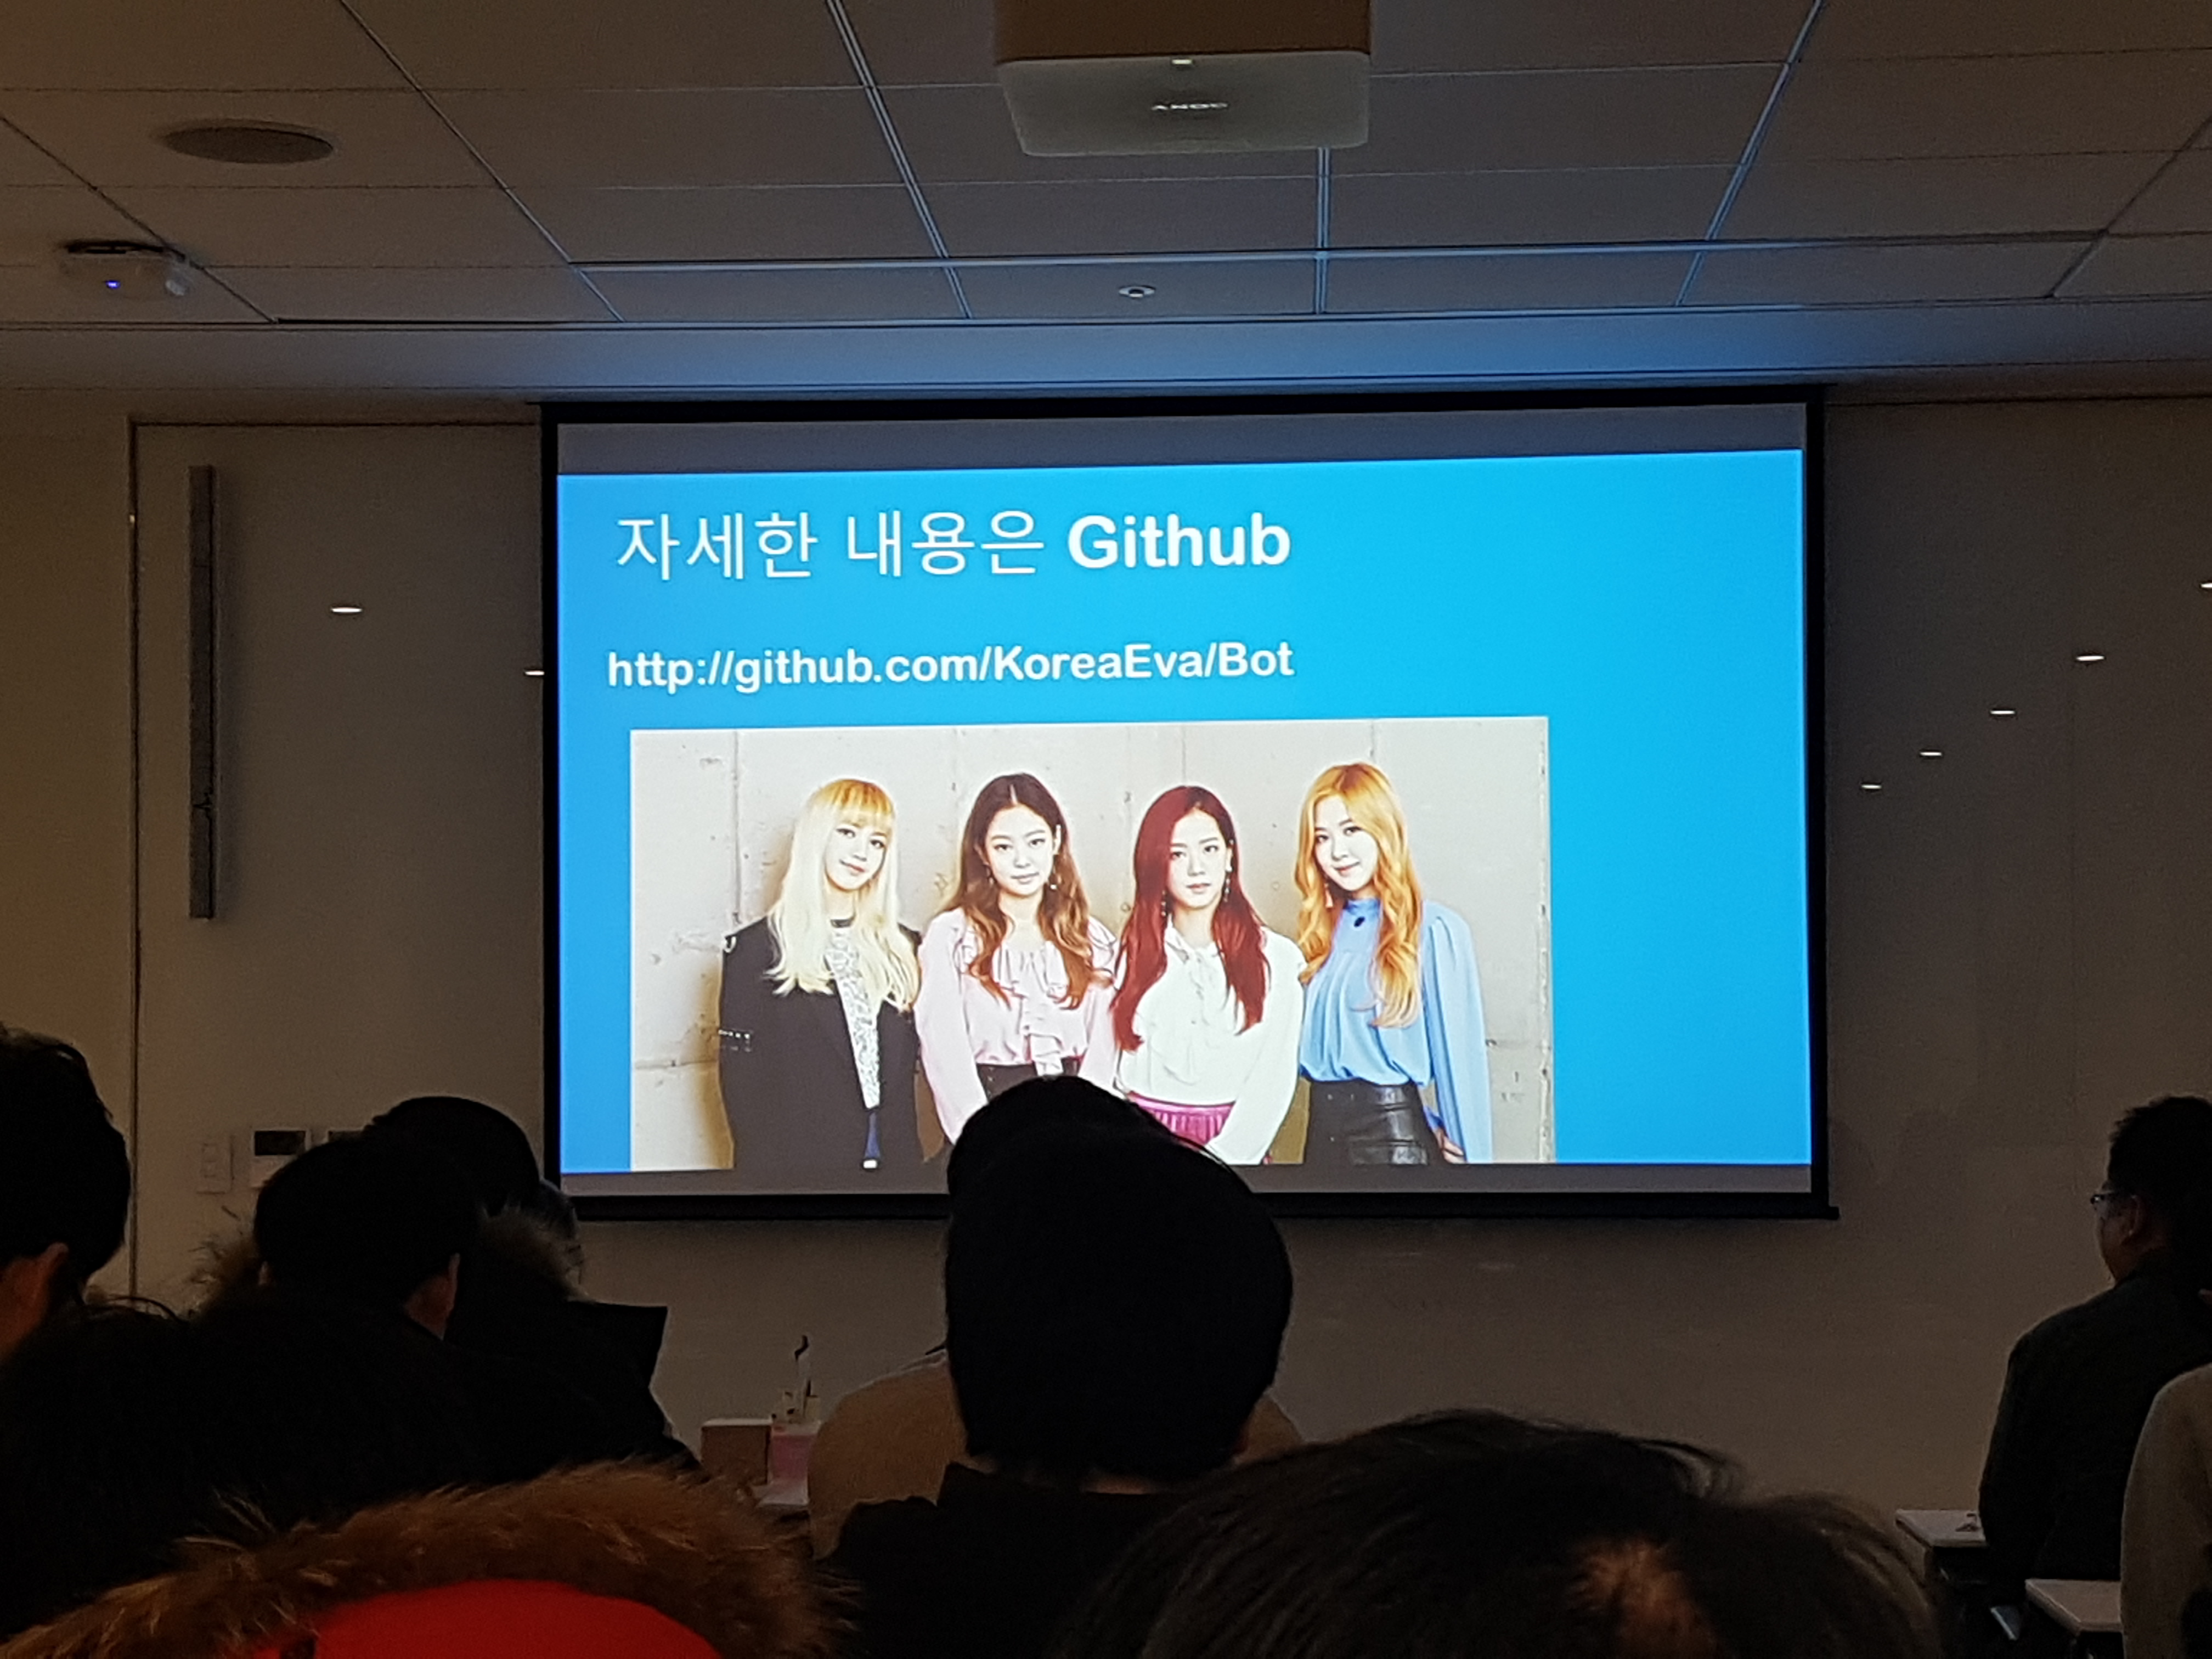 자세한 내용은 Github
http://github.com/KoreaEva/Bot